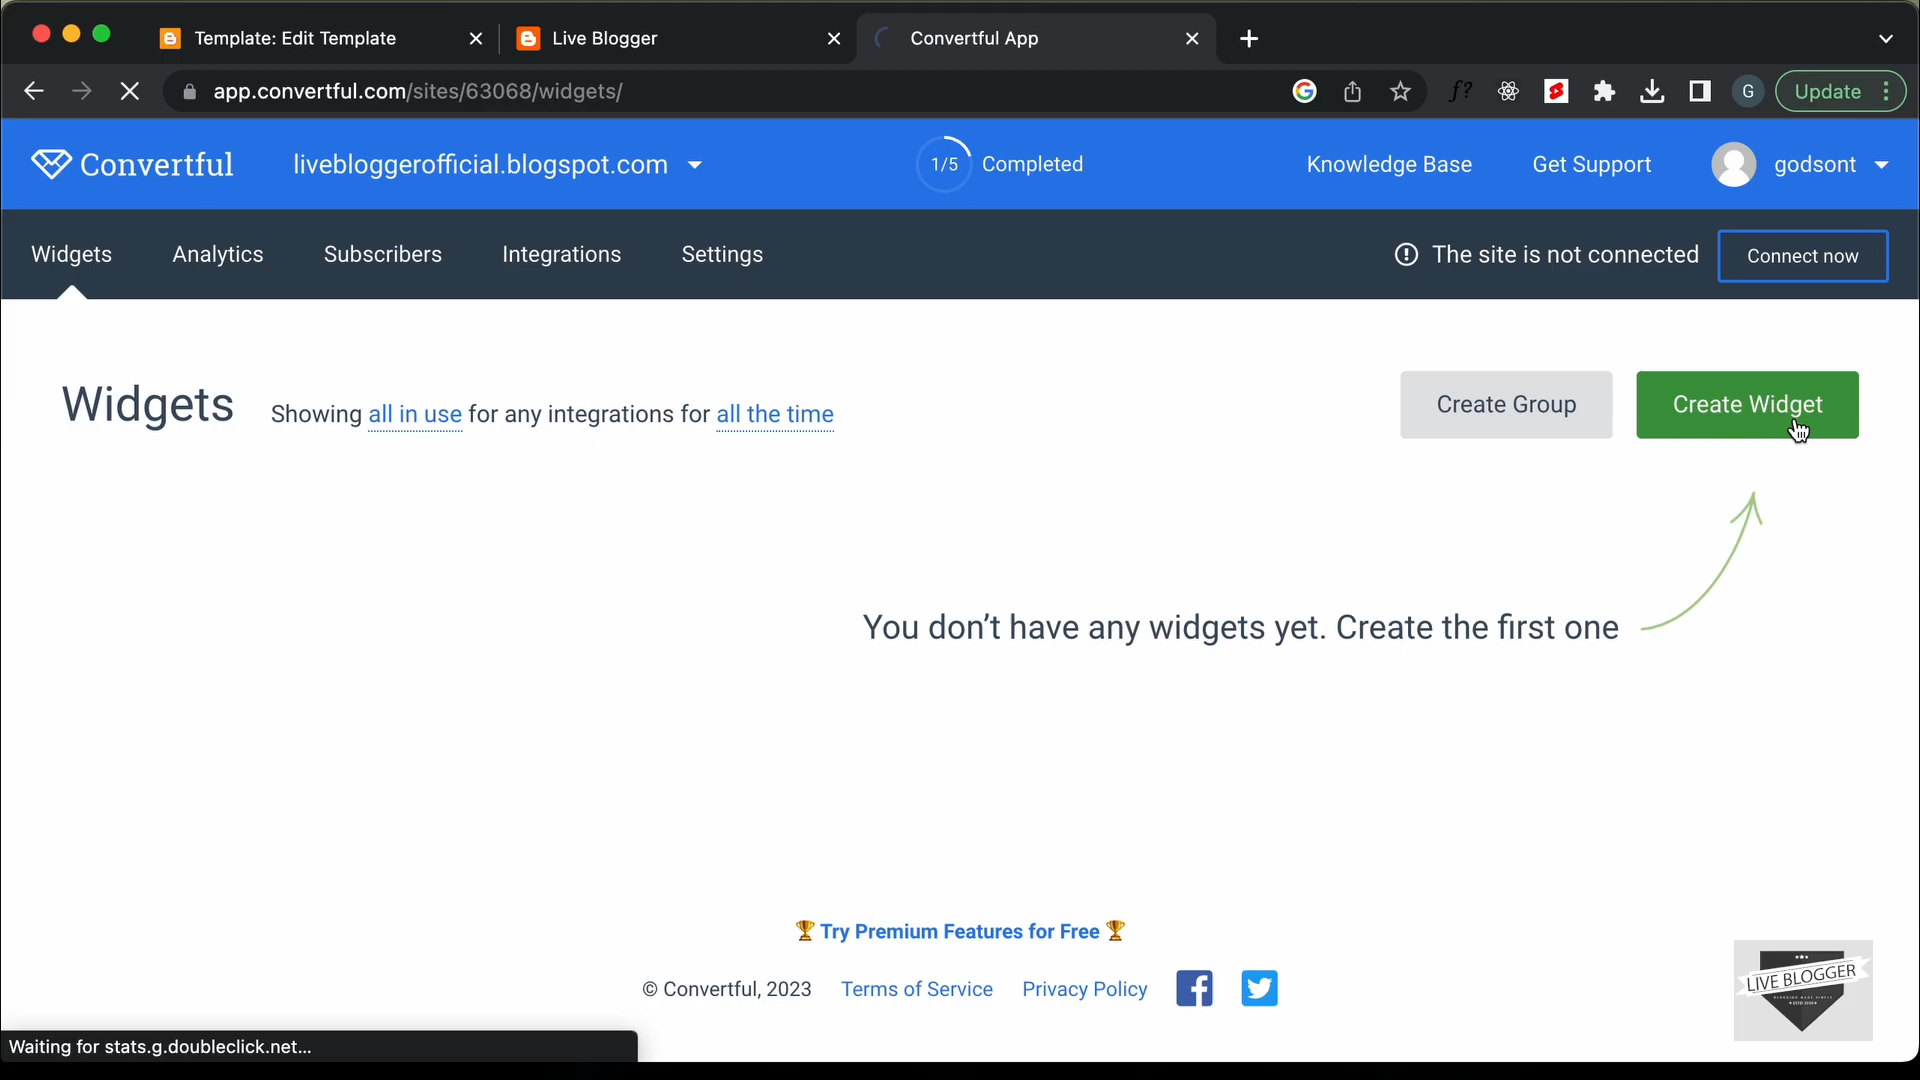 Template: Edit Template
Live Blogger
Convertful App
app.convertful.com/sites/63068/widgets/
f?
G
Update
Convertful
livebloggerofficial.blogspot.com
1/5
Completed
Knowledge Base
Get Support
godsont
Widgets
Analytics
Subscribers
Integrations
Settings
The site is not connected
Connect now
Widgets
Showing all in use for any integrations for all the time
Create Group
Create Widget
You don’t have any widgets yet. Create the first one
🏆 Try Premium Features for Free 🏆
© Convertful, 2023
Terms of Service
Privacy Policy
LIVE BLOGGER
Waiting for stats.g.doubleclick.net...